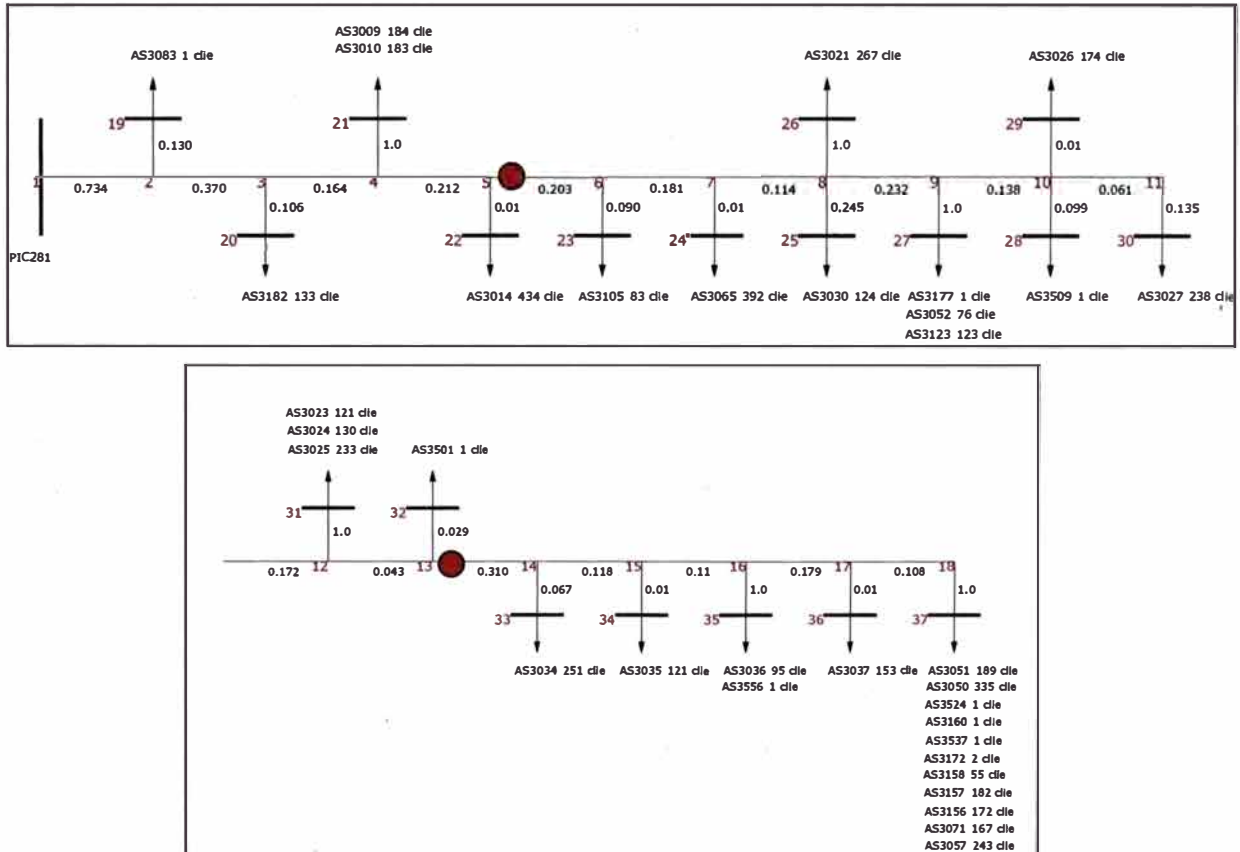 AS3009 184 clie
AS3083 1 clie
AS3010 183 clie
AS3021 267 clie
AS3026 174 clie
19
21
26
29
0.130
1.0
1.0
0.01
1 2 3 4 5 6 7 8 9 10 11
0.734 0.370 0.164 0.212 0.203 0.181 0.114 0.232 0.138 0.061
0.106 0.01 0.090 0.01 0.245 1.0 0.099 0.135
20 22 23 24 25 27 28 30
PIC281
AS3182 133 clie
AS3014 434 clie
AS3105 83 clie
AS3065 392 clie
AS3030 124 clie
AS3177 1 clie
AS3509 1 clie
AS3027 238 clie
AS3052 76 clie
AS3123 123 clie
AS3023 121 clie
AS3024 130 clie
AS3025 233 clie
AS3501 1 clie
31
32
1.0
0.029
12 13 14 15 16 17 18
0.172 0.043 0.310 0.118 0.11 0.179 0.108
0.067 0.01 1.0 0.01 1.0
33 34 35 36 37
AS3034 251 clie
AS3035 121 clie
AS3036 95 clie
AS3556 1 clie
AS3037 153 clie
AS3051 189 clie
AS3050 335 clie
AS3524 1 clie
AS3160 1 clie
AS3537 1 clie
AS3172 2 clie
AS3158 55 clie
AS3157 182 clie
AS3156 172 clie
AS3071 167 clie
AS3057 243 clie